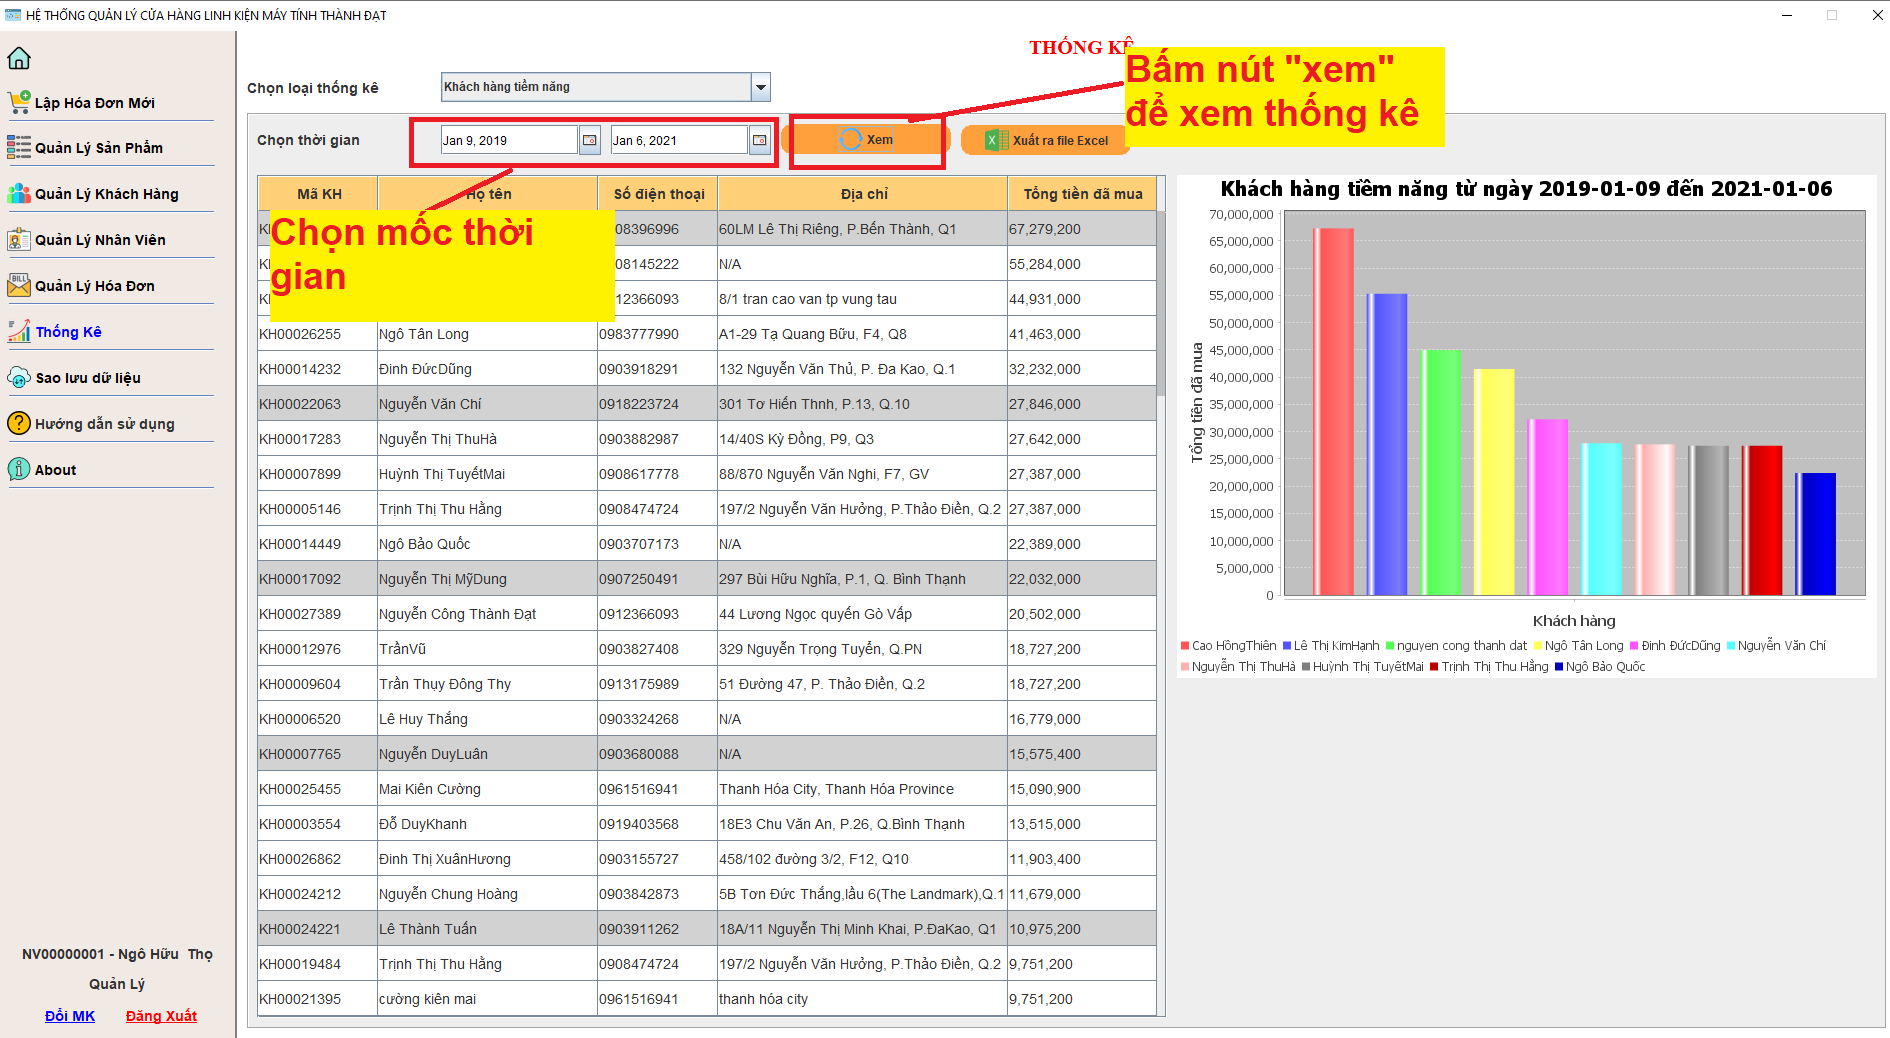 HỆ THỐNG QUẢN LÝ CỬA HÀNG LINH KIỆN MÁY TÍNH THÀNH ĐẠT
Lập Hóa Đơn Mới
Quản Lý Sản Phẩm
Quản Lý Khách Hàng
Quản Lý Nhân Viên
BILL
Quản Lý Hóa Đơn
Thống Kê
Sao lưu dữ liệu
Hướng dẫn sử dụng
About
NV00000001 - Ngô Hữu Thọ
Quản Lý
Đổi MK Đăng Xuất
THỐNG KÊ
Chọn loại thống kê Khách hàng tiềm năng
Bấm nút "xem"
để xem thống kê
Chọn thời gian Jan 9, 2019 Jan 6, 2021 Xem Xuất ra file Excel
Chọn mốc thời
gian
Mã KH Họ tên Số điện thoại Địa chỉ Tổng tiền đã mua
08396996 60LM Lê Thị Riêng, P.Bến Thành, Q1 67,279,200
08145222 N/A 55,284,000
12366093 8/1 tran cao van tp vung tau 44,931,000
KH00026255 Ngô Tân Long 0983777990 A1-29 Tạ Quang Bữu, F4, Q8 41,463,000
KH00014232 Đinh ĐứcDũng 0903918291 132 Nguyễn Văn Thủ, P. Đa Kao, Q.1 32,232,000
KH00022063 Nguyễn Văn Chí 0918223724 301 Tơ Hiến Thnh, P.13, Q.10 27,846,000
KH00017283 Nguyễn Thị ThuHà 0903882987 14/40S Kỳ Đồng, P9, Q3 27,642,000
KH00007899 Huỳnh Thị TuyếtMai 0908617778 88/870 Nguyễn Văn Nghi, F7, GV 27,387,000
KH00005146 Trịnh Thị Thu Hằng 0908474724 197/2 Nguyễn Văn Hưởng, P.Thảo Điền, Q.2 27,387,000
KH00014449 Ngô Bảo Quốc 0903707173 N/A 22,389,000
KH00017092 Nguyễn Thị MỹDung 0907250491 297 Bùi Hữu Nghĩa, P.1, Q. Bình Thạnh 22,032,000
KH00027389 Nguyễn Công Thành Đạt 0912366093 44 Lương Ngọc quyến Gò Vấp 20,502,000
KH00012976 TrầnVũ 0903827408 329 Nguyễn Trọng Tuyển, Q.PN 18,727,200
KH00009604 Trần Thụy Đông Thy 0913175989 51 Đường 47, P. Thảo Điền, Q.2 18,727,200
KH00006520 Lê Huy Thắng 0903324268 N/A 16,779,000
KH00007765 Nguyễn DuyLuân 0903680088 N/A 15,575,400
KH00025455 Mai Kiên Cường 0961516941 Thanh Hóa City, Thanh Hóa Province 15,090,900
KH00003554 Đỗ DuyKhanh 0919403568 18E3 Chu Văn An, P.26, Q.Bình Thạnh 13,515,000
KH00026862 Đinh Thị XuânHương 0903155727 458/102 đường 3/2, F12, Q10 11,903,400
KH00024212 Nguyễn Chung Hoàng 0903842873 5B Tơn Đức Thắng,lầu 6(The Landmark),Q.1 11,679,000
KH00024221 Lê Thành Tuấn 0903911262 18A/11 Nguyễn Thị Minh Khai, P.ĐaKao, Q1 10,975,200
KH00019484 Trịnh Thị Thu Hằng 0908474724 197/2 Nguyễn Văn Hưởng, P.Thảo Điền, Q.2 9,751,200
KH00021395 cường kiên mai 0961516941 thanh hóa city 9,751,200
Khách hàng tiềm năng từ ngày 2019-01-09 đến 2021-01-06
70,000,000
65,000,000
60,000,000
55,000,000
50,000,000
45,000,000
40,000,000
35,000,000
30,000,000
25,000,000
20,000,000
15,000,000
10,000,000
5,000,000
0
Tổng tiền đã mua
Khách hàng
Cao HồngThiên Lê Thị KimHạnh nguyen cong thanh dat Ngô Tân Long Đinh ĐứcDũng Nguyễn Văn Chí
Nguyễn Thị ThuHà Huỳnh Thị TuyếtMai Trịnh Thị Thu Hằng Ngô Bảo Quốc